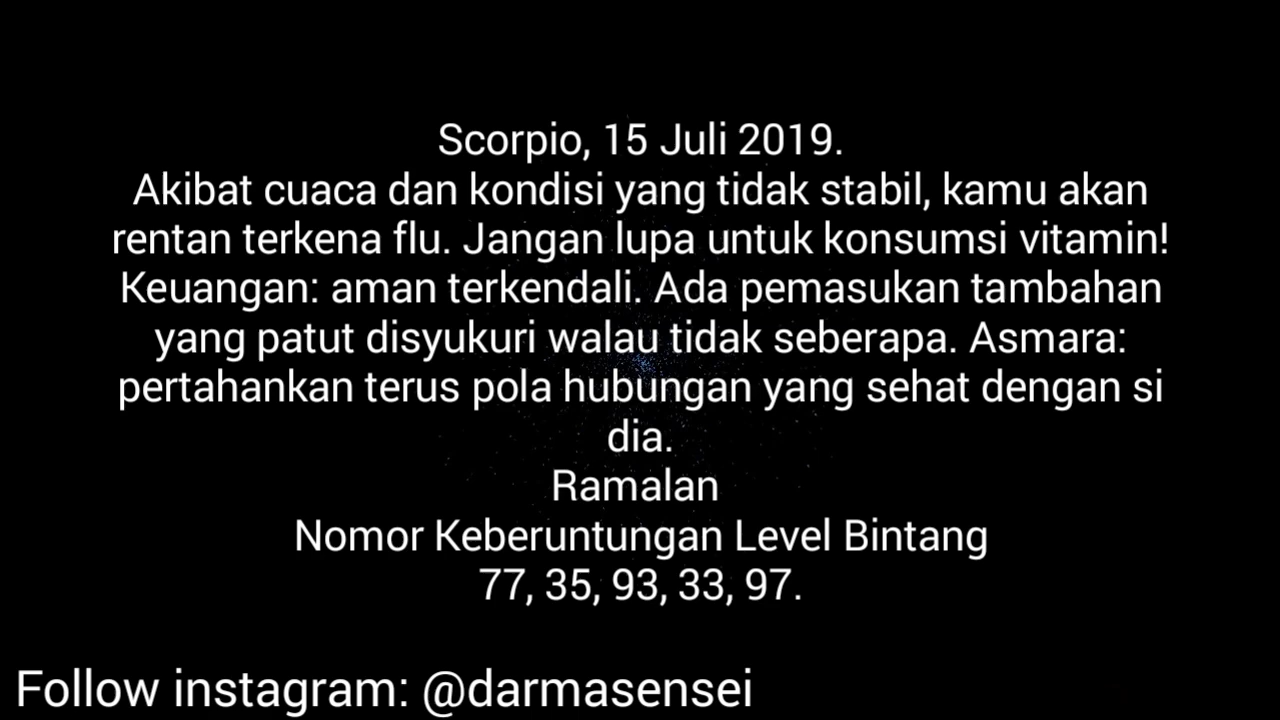 Scorpio, 15 Juli 2019.
Akibat cuaca dan kondisi yang tidak stabil, kamu akan
rentan terkena flu. Jangan lupa untuk konsumsi vitamin!
Keuangan: aman terkendali. Ada pemasukan tambahan
yang patut disyukuri walau tidak seberapa. Asmara:
pertahankan terus pola hubungan yang sehat dengan si
dia.
Ramalan
Nomor Keberuntungan Level Bintang
77, 35, 93, 33, 97.
Follow instagram: @darmasensei